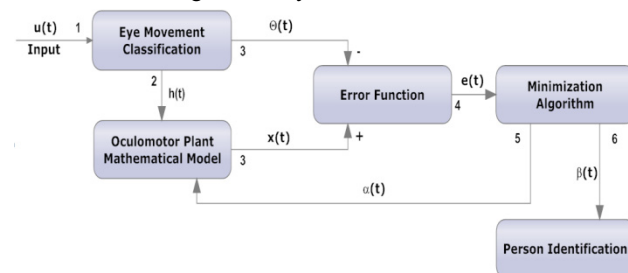 u(t)
1
Input
Eye Movement
Classification
Θ(t)
3
2
h(t)
-
Error Function
e(t)
4
Minimization
Algorithm
Oculomotor Plant
Mathematical Model
x(t)
3
+
5
6
α(t)
β(t)
Person Identification